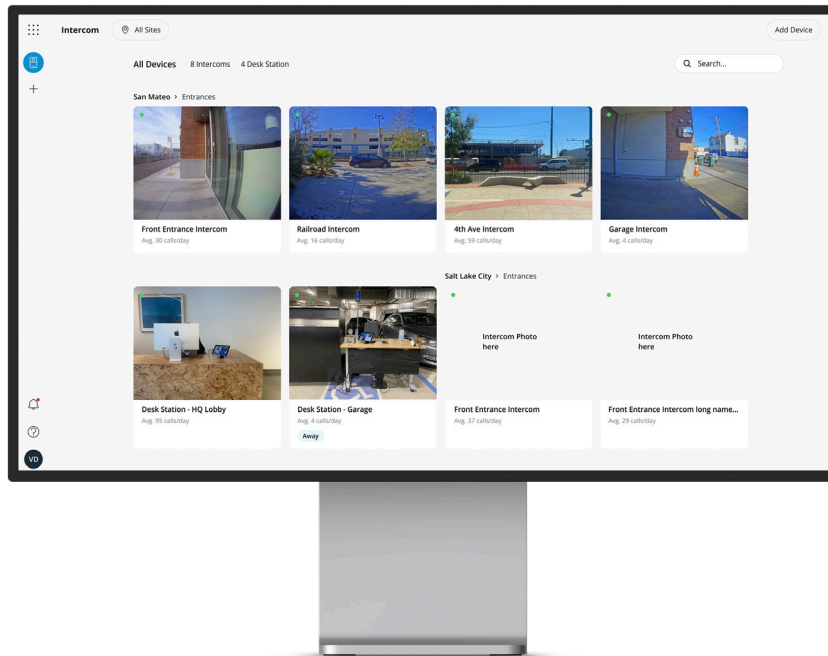 Intercom
All Sites
Add Device
All Devices 8 Intercoms 4 Desk Station
Search...
San Mateo > Entrances
Front Entrance Intercom
Avg. 30 calls/day
Railroad Intercom
Avg. 16 calls/day
4th Ave Intercom
Avg. 59 calls/day
Garage Intercom
Avg. 4 calls/day
Salt Lake City > Entrances
Desk Station - HQ Lobby
Avg. 95 calls/day
Desk Station - Garage
Avg. 4 calls/day
Away
Intercom Photo
here
Front Entrance Intercom
Avg. 37 calls/day
Intercom Photo
here
Front Entrance Intercom long name...
Avg. 29 calls/day
VD